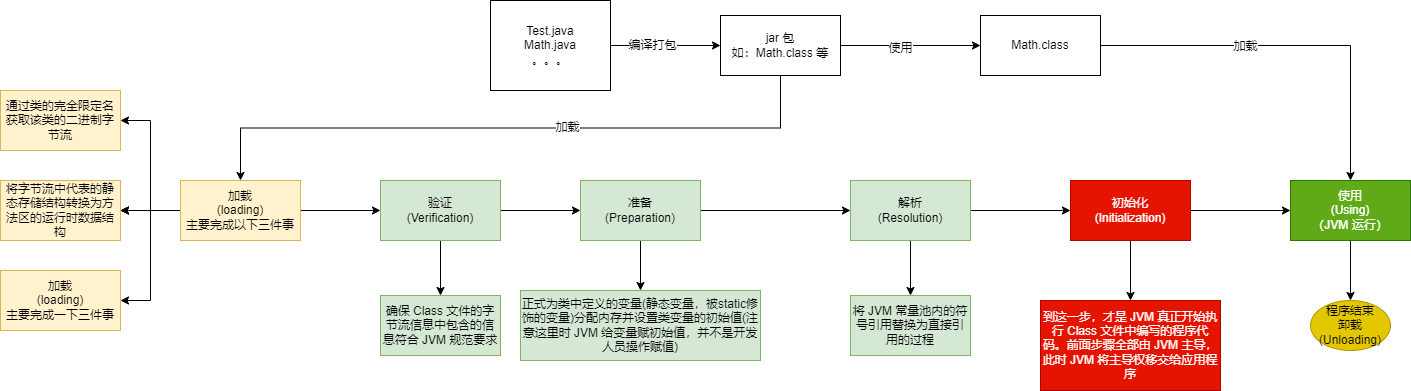 Test.java
Math.java
。。。
编译打包
jar 包
如：Math.class 等
使用
Math.class
加载
加载
通过类的完全限定名
获取该类的二进制字
节流
将字节流中代表的静
态存储结构转换为方
法区的运行时数据结
构
加载
(loading)
主要完成一下三件事
加载
(loading)
主要完成以下三件事
验证
(Verification)
准备
(Preparation)
解析
(Resolution)
初始化
(Initialization)
使用
(Using)
(JVM 运行)
确保 Class 文件的字
节流信息中包含的信
息符合 JVM 规范要求
正式为类中定义的变量(静态变量，被static修
饰的变量)分配内存并设置类变量的初始值(注
意这里时 JVM 给变量赋初始值，并不是开发
人员操作赋值)
将 JVM 常量池内的符
号引用替换为直接引
用的过程
到这一步，才是 JVM 真正开始执
行 Class 文件中编写的程序代
码。前面步骤全部由 JVM 主导，
此时 JVM 将主导权移交给应用程
序
程序结束
卸载
(Unloading)